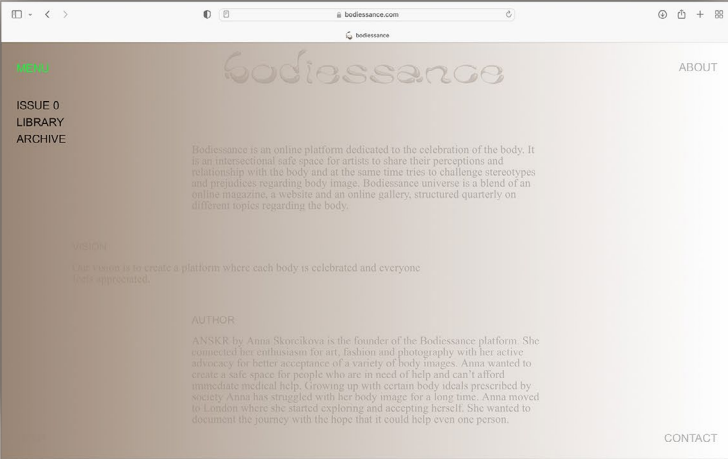 bodiessance.com
bodiessance
MENU
bodiessance
ABOUT
ISSUE 0
LIBRARY
ARCHIVE
Bodiessance is an online platform dedicated to the celebration of the body. It
is an intersectional safe space for artists to share their perceptions and
relationship with the body and at the same time tries to challenge stereotypes
and prejudices regarding body image. Bodiessance universe is a blend of an
online magazine, a website and an online gallery, structured quarterly on
different topics regarding the body.
VISION
Our vision is to create a platform where each body is celebrated and everyone
feels appreciated.
AUTHOR
ANSKR by Anna Skorcikova is the founder of the Bodiessance platform. She
connected her enthusiasm for art, fashion and photography with her active
advocacy for better acceptance of a variety of body images. Anna wanted to
create a safe space for people who are in need of help and can't afford
immediate medical help. Growing up with certain body ideals prescribed by
society Anna has struggled with her body image for a long time. Anna moved
to London where she started exploring and accepting herself. She wanted to
document the journey with the hope that it could help even one person.
CONTACT